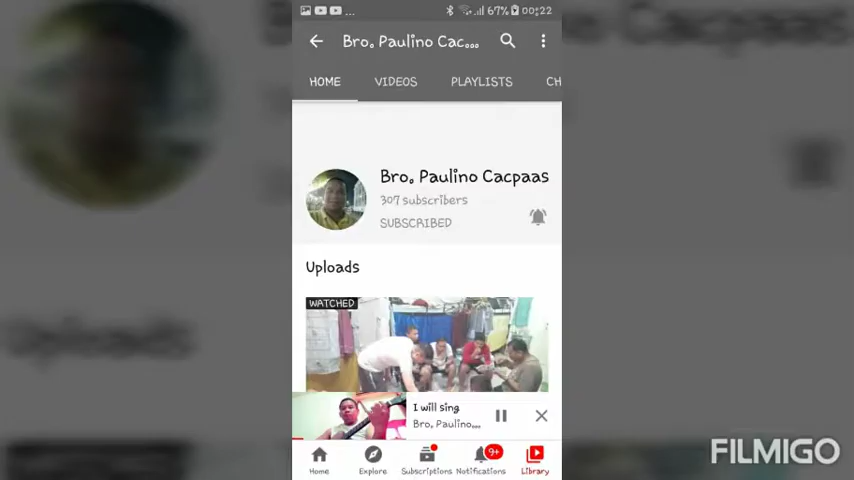 ...
67% 00:22
Bro. Paulino Cac...
HOME VIDEOS PLAYLISTS CH
Bro. Paulino Cacpaas
307 subscribers
SUBSCRIBED
Uploads
WATCHED
I will sing
Bro. Paulino...
9+
Home Explore Subscriptions Notifications Library
FILMIGO